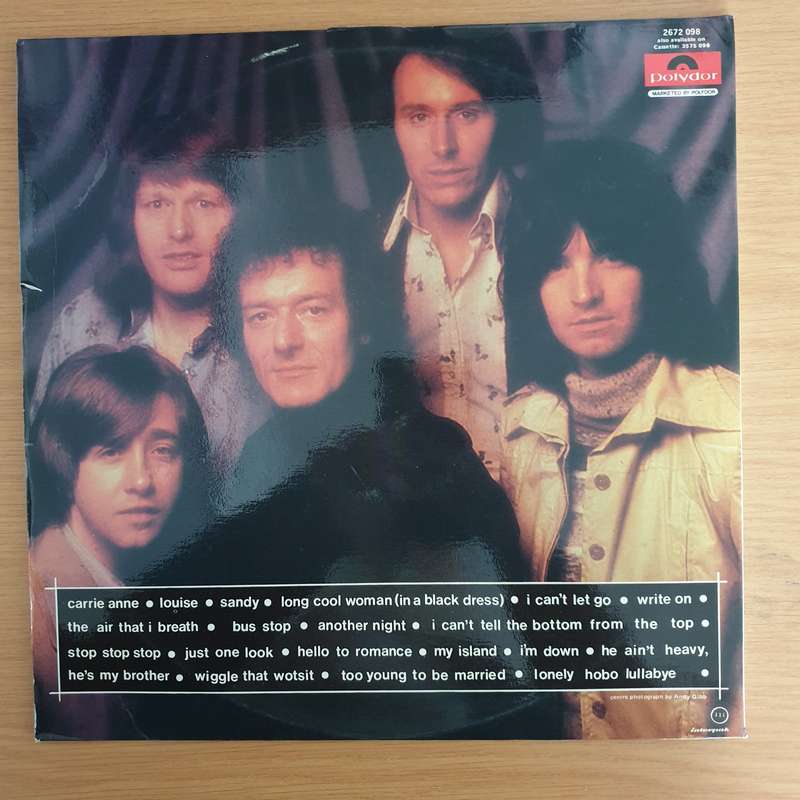 2672 098
also available on
Cassette: 3575 098
polydor
MARKETED BY POLYDOR
carrie anne • louise • sandy • long cool woman (in a black dress) • i can't let go • write on •
the air that i breath • bus stop • another night • i can't tell the bottom from the top •
stop stop stop • just one look • hello to romance • my island • i'm down • he ain't heavy,
he's my brother • wiggle that wotsit • too young to be married • lonely hobo lullabye •
centre photograph by Andy Gibb